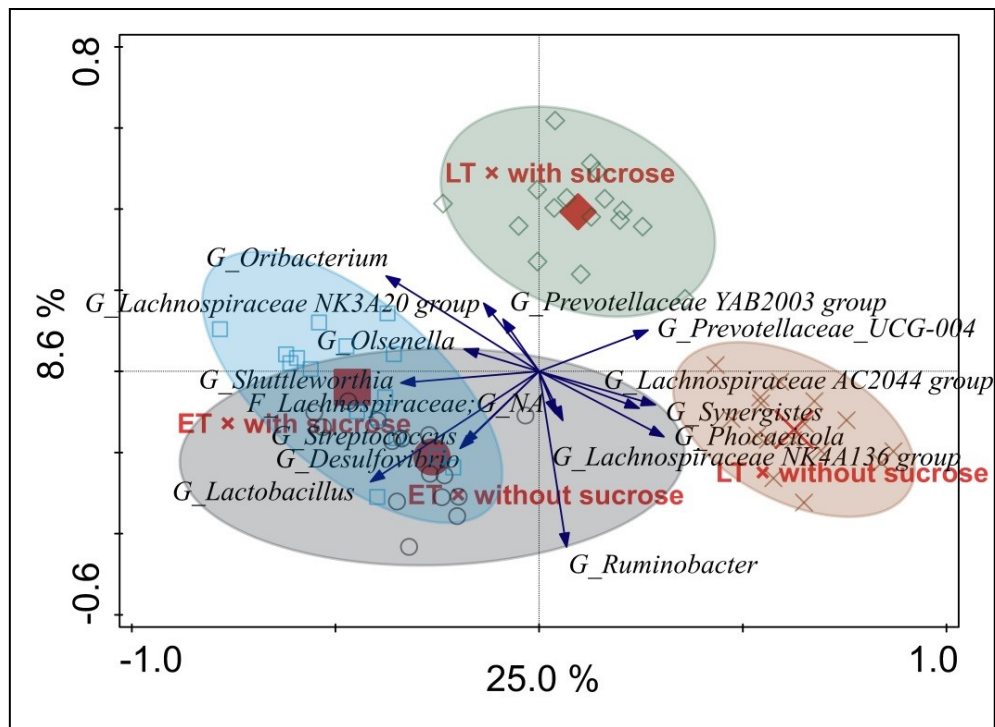 0.8
LT × with sucrose
G_Oribacterium
G_Lachnospiraceae NK3A20 group
G_Prevotellaceae YAB2003 group
G_Olsenella
G_Prevotellaceae_UCG-004
8.6 %
G_Shuttleworthia
G_Lachnospiraceae AC2044 group
F_Lachnospiraceae;G_NA
G_Synergistes
ET × with sucrose
G_Streptococcus
G_Phocaeicola
G_Desulfovibrio
G_Lachnospiraceae NK4A136 group
LT × without sucrose
G_Lactobacillus
ET × without sucrose
G_Ruminobacter
-0.6
-1.0
25.0 %
1.0